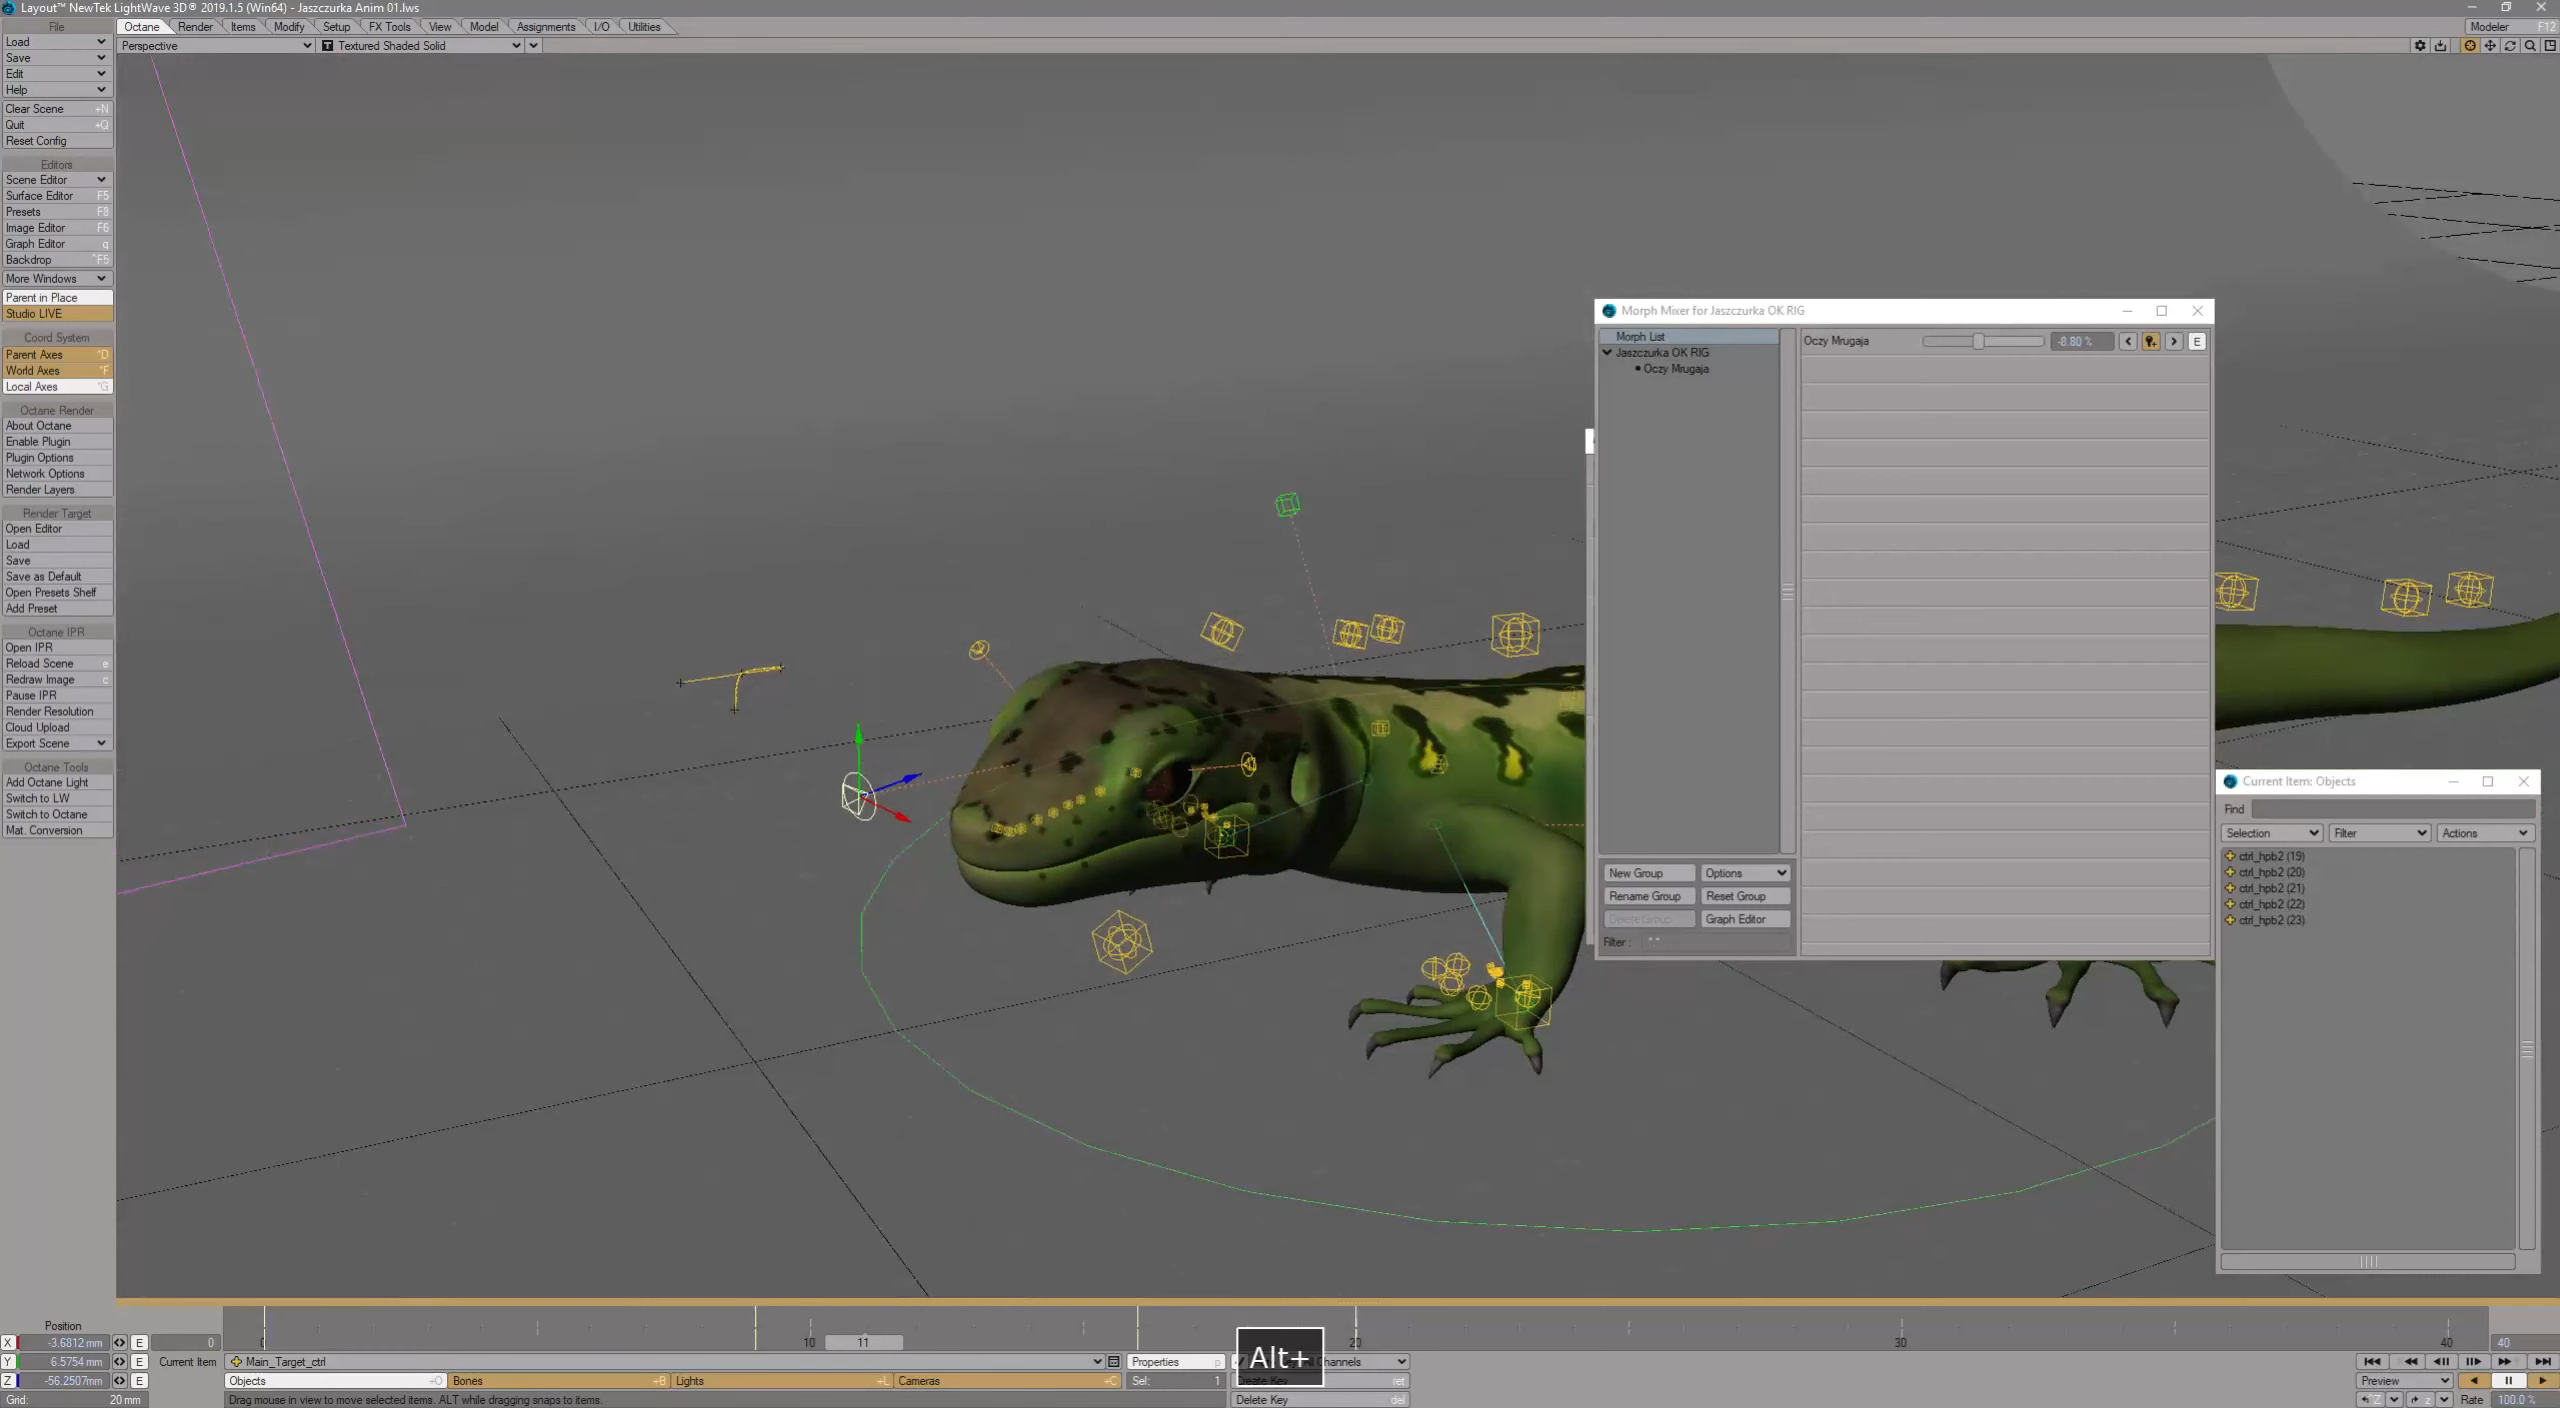 Layout™ NewTek LightWave 3D® 2019.1.5 (Win64) - Jaszczurka Anim 01.lws
File
Octane Render Items Modify Setup FX Tools View Model Assignments I/O Utilities
Modeler F12
Load
Perspective
Textured Shaded Solid
Save
Edit
Help
Clear Scene +N
Quit +Q
Reset Config
Editors
Scene Editor
Surface Editor F5
Presets F8
Image Editor F6
Graph Editor q
Backdrop ^F5
More Windows
Parent in Place
Studio LIVE
Coord System
Parent Axes ^D
World Axes ^F
Local Axes ^G
Octane Render
About Octane
Enable Plugin
Plugin Options
Network Options
Render Layers
Render Target
Open Editor
Load
Save
Save as Default
Open Presets Shelf
Add Preset
Octane IPR
Open IPR
Reload Scene e
Redraw Image c
Pause IPR
Render Resolution
Cloud Upload
Export Scene
Octane Tools
Add Octane Light
Switch to LW
Switch to Octane
Mat. Conversion
Morph Mixer for Jaszczurka OK RIG
Morph List
Jaszczurka OK RIG
Oczy Mrugaja
Oczy Mrugaja -8.80 % E
New Group Options
Rename Group Reset Group
Delete Group Graph Editor
Filter : *.*
Current Item: Objects
Find
Selection Filter Actions
ctrl_hpb2 (19)
ctrl_hpb2 (20)
ctrl_hpb2 (21)
ctrl_hpb2 (22)
ctrl_hpb2 (23)
Position
X -3.6812 mm E 0
0 10 11 20 30 40 40
Y 6.5754 mm E Current Item Main_Target_ctrl Properties p Channels
Z -56.2507mm E Objects +O Bones +B Lights +L Cameras +C Sel: 1 Create Key ret
Alt+
Preview
Grid: 20 mm Drag mouse in view to move selected items. ALT while dragging snaps to items. Delete Key del
Rate 100.0 %